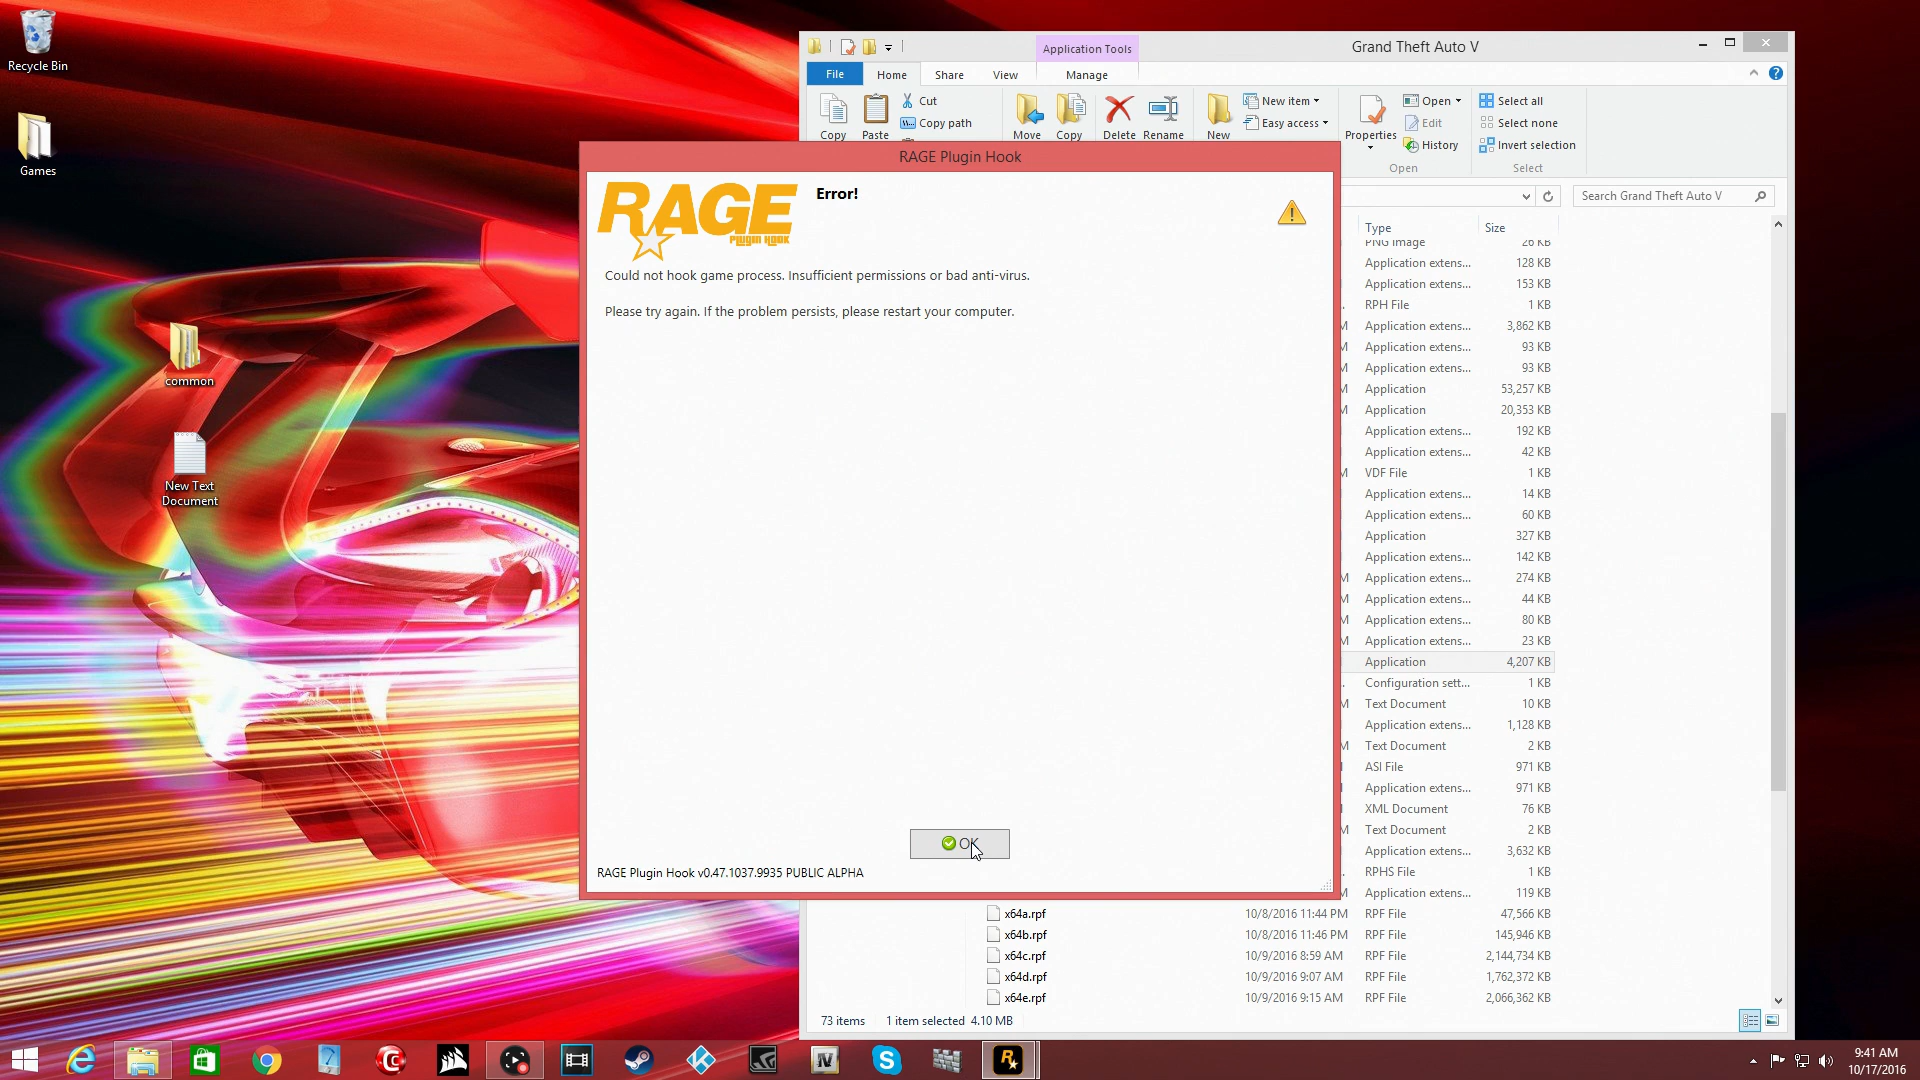 Recycle Bin
Games
common
New Text
Document
Application Tools
Grand Theft Auto V
File
Home
Share
View
Manage
Copy
Paste
Cut
Copy path
Move
Copy
Delete
Rename
New
New item
Easy access
Properties
Open
Edit
History
Open
Select all
Select none
Invert selection
Select
Search Grand Theft Auto V
RAGE Plugin Hook
RAGE
PLUGIN HOOK
Error!
Could not hook game process. Insufficient permissions or bad anti-virus.
Please try again. If the problem persists, please restart your computer.
OK
RAGE Plugin Hook v0.47.1037.9935 PUBLIC ALPHA
Type Size
PNG image 26 KB
Application extens... 128 KB
Application extens... 153 KB
RPH File 1 KB
Application extens... 3,862 KB
Application extens... 93 KB
Application extens... 93 KB
Application 53,257 KB
Application 20,353 KB
Application extens... 192 KB
Application extens... 42 KB
VDF File 1 KB
Application extens... 14 KB
Application extens... 60 KB
Application 327 KB
Application extens... 142 KB
Application extens... 274 KB
Application extens... 44 KB
Application extens... 80 KB
Application extens... 23 KB
Application 4,207 KB
Configuration sett... 1 KB
Text Document 10 KB
Application extens... 1,128 KB
Text Document 2 KB
ASI File 971 KB
Application extens... 971 KB
XML Document 76 KB
Text Document 2 KB
Application extens... 3,632 KB
RPHS File 1 KB
Application extens... 119 KB
x64a.rpf 10/8/2016 11:44 PM RPF File 47,566 KB
x64b.rpf 10/8/2016 11:46 PM RPF File 145,946 KB
x64c.rpf 10/9/2016 8:59 AM RPF File 2,144,734 KB
x64d.rpf 10/9/2016 9:07 AM RPF File 1,762,372 KB
x64e.rpf 10/9/2016 9:15 AM RPF File 2,066,362 KB
73 items 1 item selected 4.10 MB
IV
9:41 AM
10/17/2016